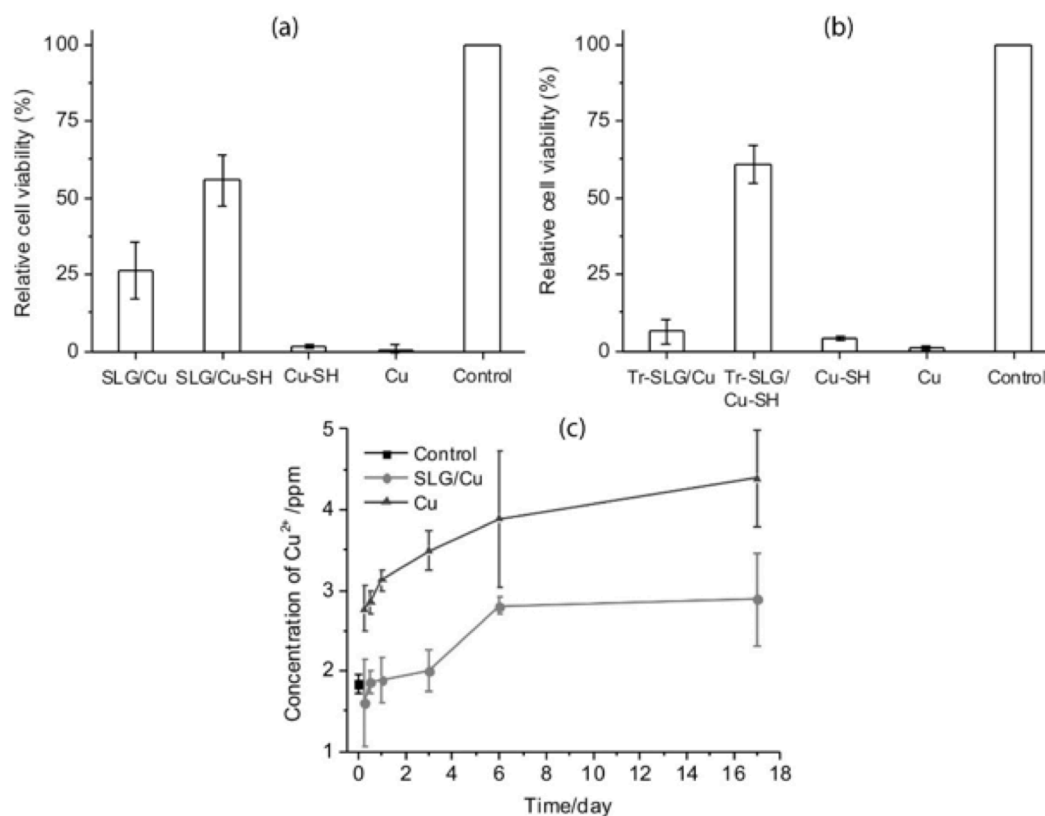 (a)
Relative cell viability (%)
100
75
50
25
0
SLG/Cu
SLG/Cu-SH
Cu-SH
Cu
Control
(b)
Relative cell viability (%)
100
75
50
25
0
Tr-SLG/Cu
Tr-SLG/
Cu-SH
Cu-SH
Cu
Control
(c)
Concentration of Cu²⁺ /ppm
5
4
3
2
1
Control
SLG/Cu
Cu
0 2 4 6 8 10 12 14 16 18
Time/day